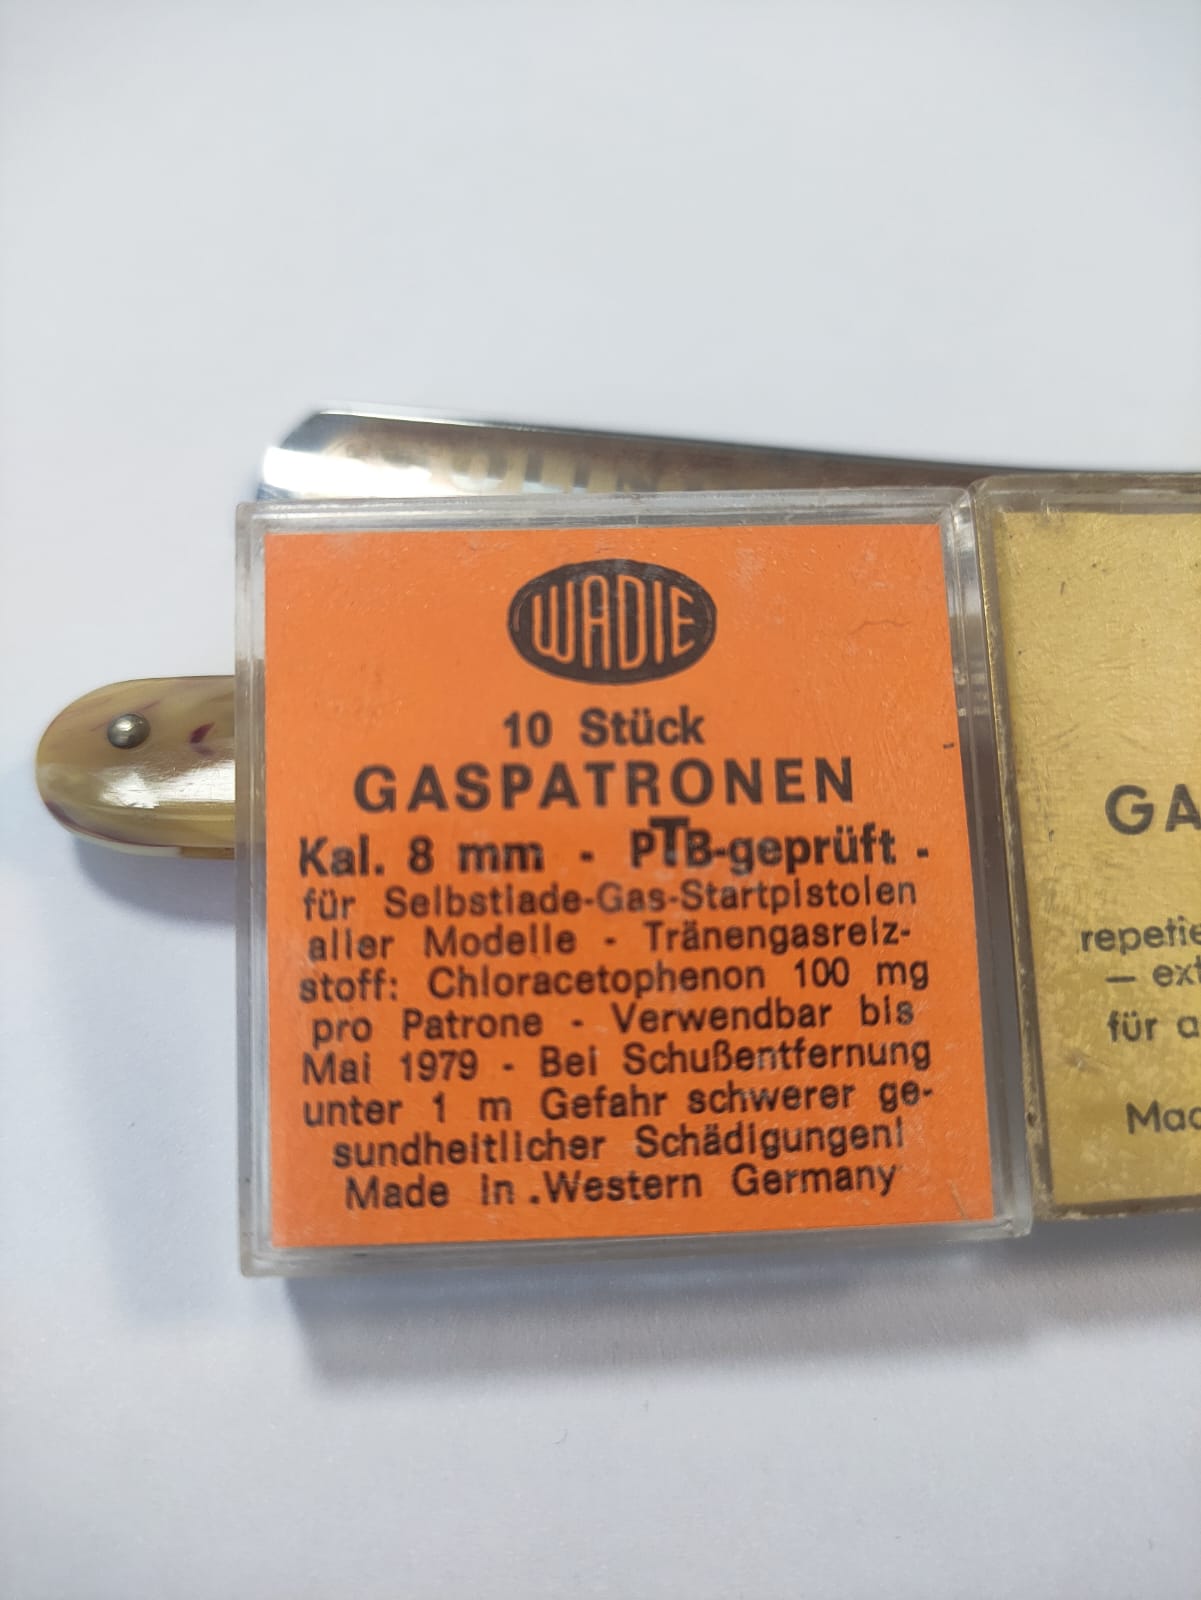 WADIE
10 Stück
GASPATRONEN
Kal. 8 mm - PTB-geprüft -
für Selbstlade-Gas-Startpistolen
aller Modelle - Tränengasreiz-
stoff: Chloracetophenon 100 mg
pro Patrone - Verwendbar bis
Mai 1979 - Bei Schußentfernung
unter 1 m Gefahr schwerer ge-
sundheitlicher Schädigungen!
Made in .Western Germany
GA
repetie
— ext
für a
Mad